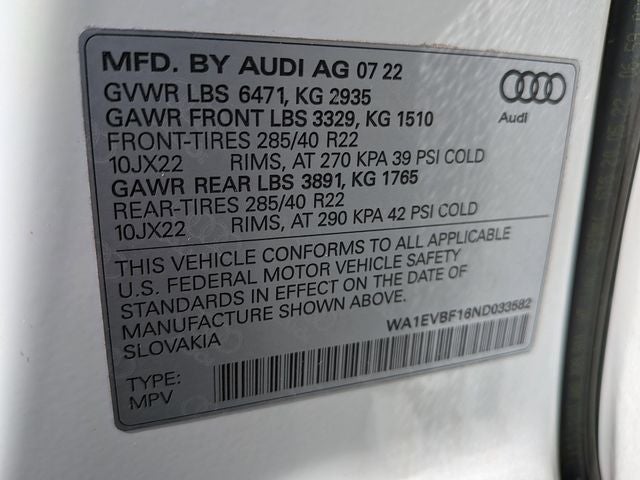 MFD. BY AUDI AG 07 22
GVWR LBS 6471, KG 2935
GAWR FRONT LBS 3329, KG 1510
FRONT-TIRES 285/40 R22
10JX22 RIMS, AT 270 KPA 39 PSI COLD
GAWR REAR LBS 3891, KG 1765
REAR-TIRES 285/40 R22
10JX22 RIMS, AT 290 KPA 42 PSI COLD
Audi
THIS VEHICLE CONFORMS TO ALL APPLICABLE
U.S. FEDERAL MOTOR VEHICLE SAFETY
STANDARDS IN EFFECT ON THE DATE OF
MANUFACTURE SHOWN ABOVE.
SLOVAKIA
WA1EVBF16ND033582
TYPE:
MPV